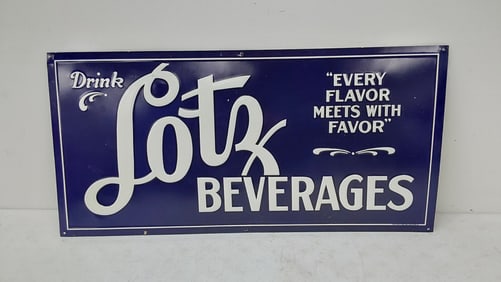 Drink
Lotz
BEVERAGES
"EVERY
FLAVOR
MEETS WITH
FAVOR"